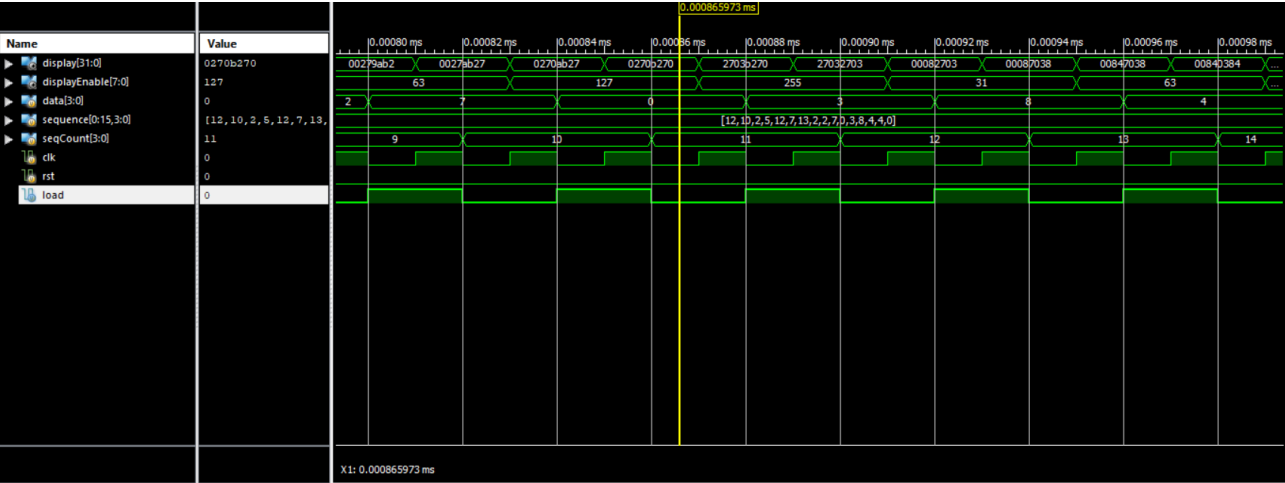 0.000865973 ms
Name Value 0.00080 ms 0.00082 ms 0.00084 ms 0.00086 ms 0.00088 ms 0.00090 ms 0.00092 ms 0.00094 ms 0.00096 ms 0.00098 ms
display[31:0] 0270b270 00279ab2 0027ab27 0270ab27 0270b270 2703b270 27032703 00082703 00087038 00847038 00840384 ...
displayEnable[7:0] 127 63 127 255 31 63 ...
data[3:0] 0 2 7 0 3 8 4
sequence[0:15,3:0] [12,10,2,5,12,7,13, [12,10,2,5,12,7,13,2,2,7,0,3,8,4,4,0]
seqCount[3:0] 11 9 10 11 12 13 14
clk 0
rst 0
load 0
X1: 0.000865973 ms